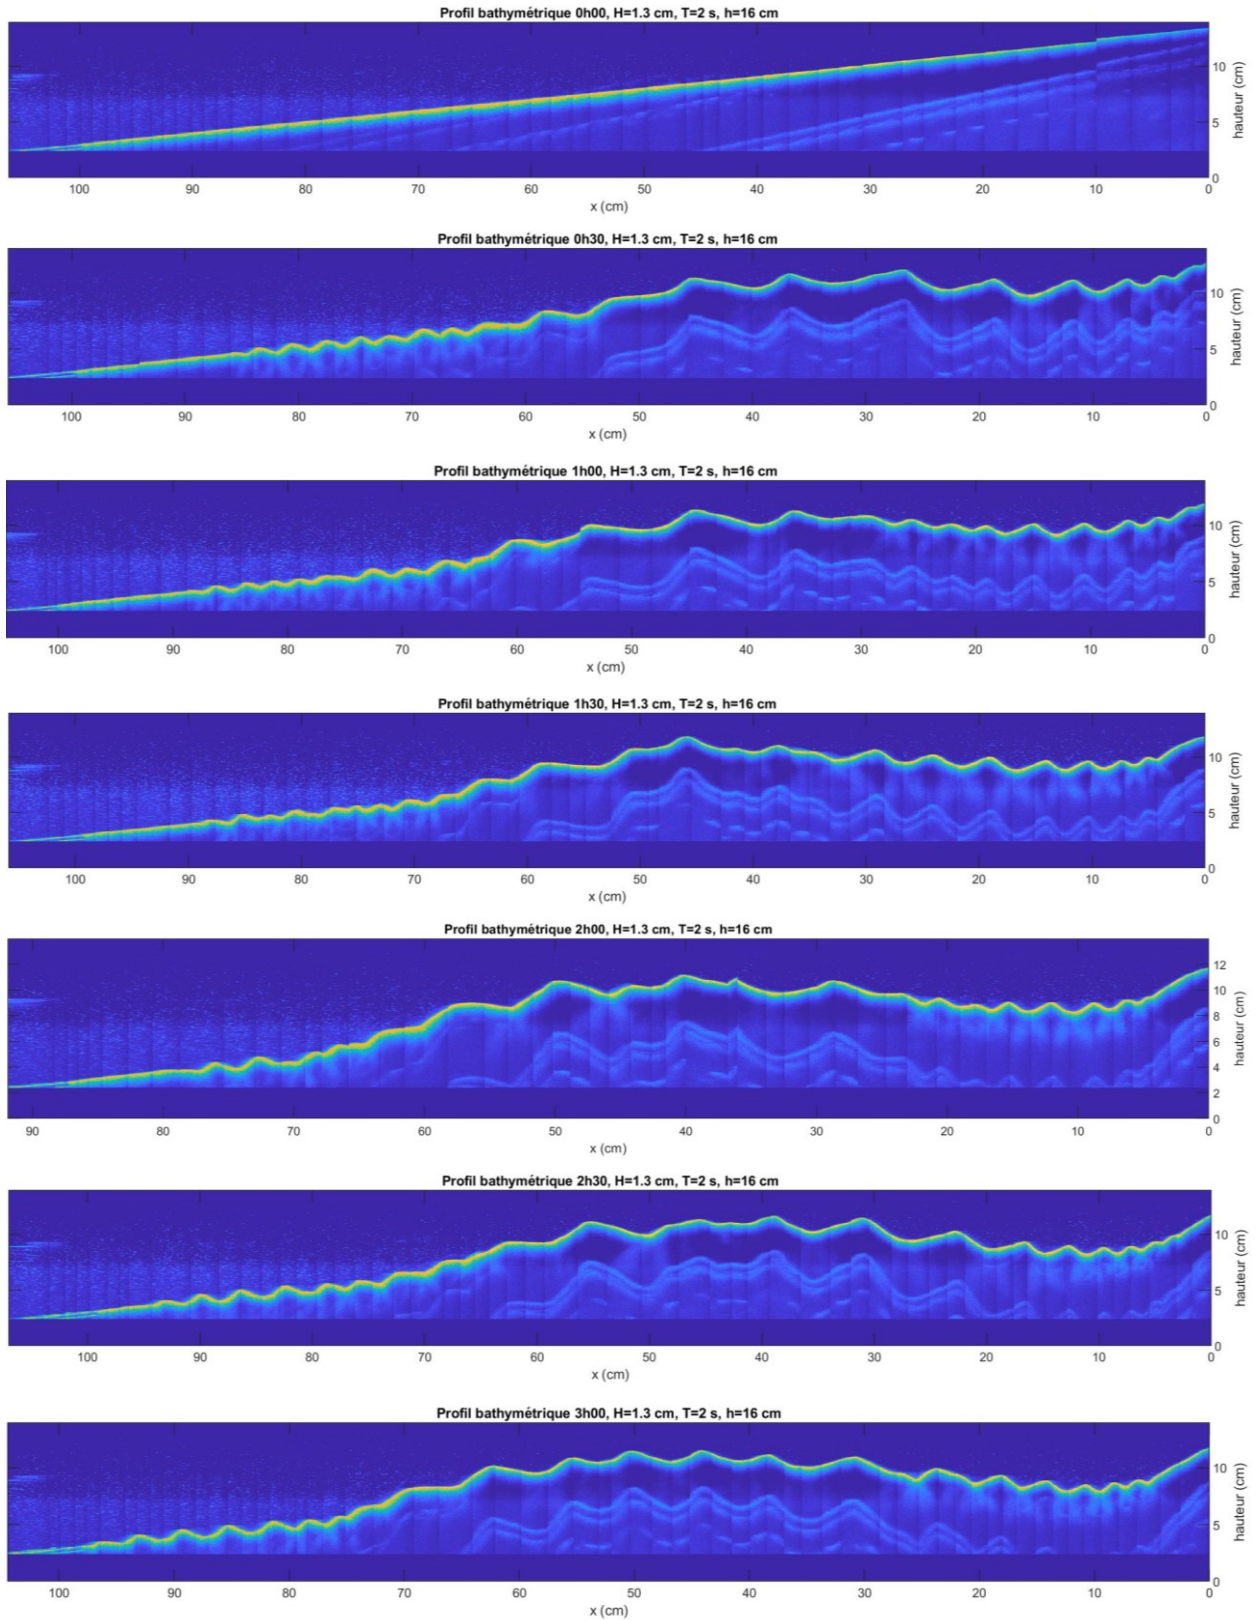 Profil bathymétrique 0h00, H=1.3 cm, T=2 s, h=16 cm
10
5
0
hauteur (cm)
100 90 80 70 60 50 40 30 20 10 0
x (cm)
Profil bathymétrique 0h30, H=1.3 cm, T=2 s, h=16 cm
10
5
0
hauteur (cm)
100 90 80 70 60 50 40 30 20 10 0
x (cm)
Profil bathymétrique 1h00, H=1.3 cm, T=2 s, h=16 cm
10
5
0
hauteur (cm)
100 90 80 70 60 50 40 30 20 10 0
x (cm)
Profil bathymétrique 1h30, H=1.3 cm, T=2 s, h=16 cm
10
5
0
hauteur (cm)
100 90 80 70 60 50 40 30 20 10 0
x (cm)
Profil bathymétrique 2h00, H=1.3 cm, T=2 s, h=16 cm
12
10
8
6
4
2
0
hauteur (cm)
90 80 70 60 50 40 30 20 10 0
x (cm)
Profil bathymétrique 2h30, H=1.3 cm, T=2 s, h=16 cm
10
5
0
hauteur (cm)
100 90 80 70 60 50 40 30 20 10 0
x (cm)
Profil bathymétrique 3h00, H=1.3 cm, T=2 s, h=16 cm
10
5
0
hauteur (cm)
100 90 80 70 60 50 40 30 20 10 0
x (cm)